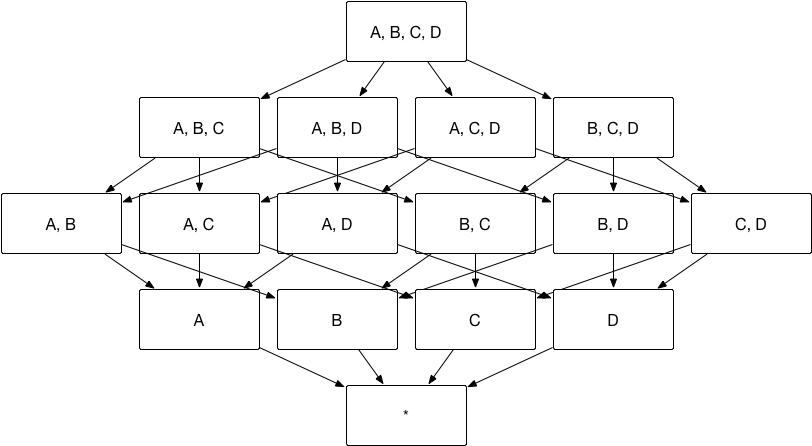 A, B, C, D
A, B, C
A, B, D
A, C, D
B, C, D
A, B
A, C
A, D
B, C
B, D
C, D
A
B
C
D
*